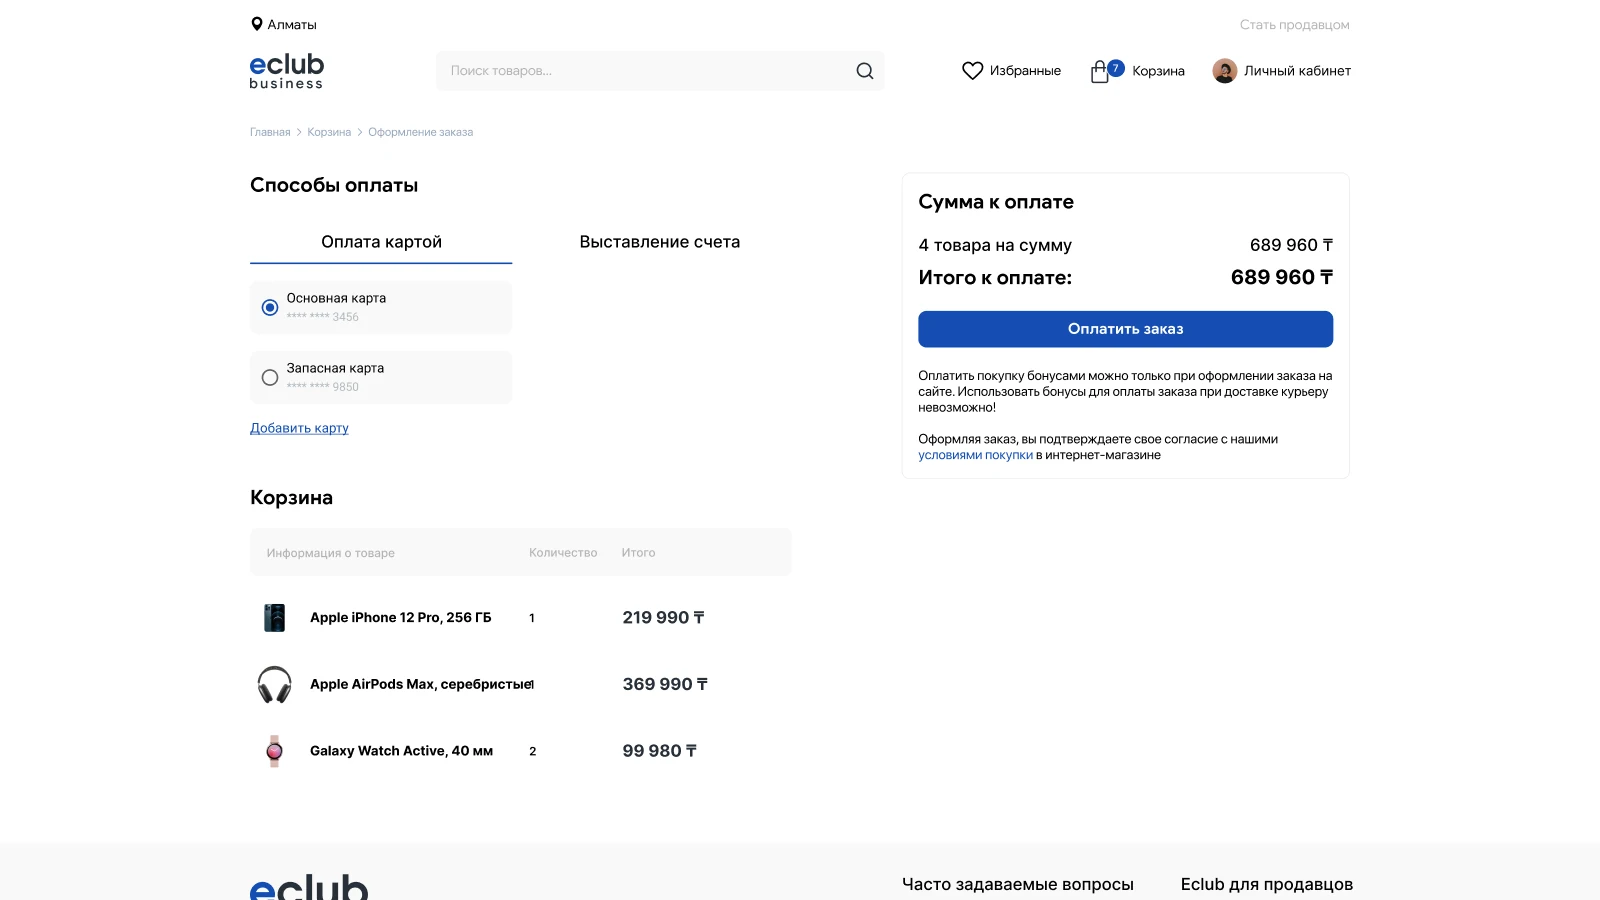 Алматы
Стать продавцом
eclub
business
Поиск товаров...
Избранные
7
Корзина
Личный кабинет
Главная > Корзина > Оформление заказа
Способы оплаты
Оплата картой
Выставление счета
Основная карта
**** **** 3456
Запасная карта
**** **** 9850
Добавить карту
Сумма к оплате
4 товара на сумму 689 960 ₸
Итого к оплате: 689 960 ₸
Оплатить заказ
Оплатить покупку бонусами можно только при оформлении заказа на
сайте. Использовать бонусы для оплаты заказа при доставке курьеру
невозможно!
Оформляя заказ, вы подтверждаете свое согласие с нашими
условиями покупки в интернет-магазине
Корзина
Информация о товаре Количество Итого
Apple iPhone 12 Pro, 256 ГБ 1 219 990 ₸
Apple AirPods Max, серебристые 1 369 990 ₸
Galaxy Watch Active, 40 мм 2 99 980 ₸
eclub
Часто задаваемые вопросы
Eclub для продавцов